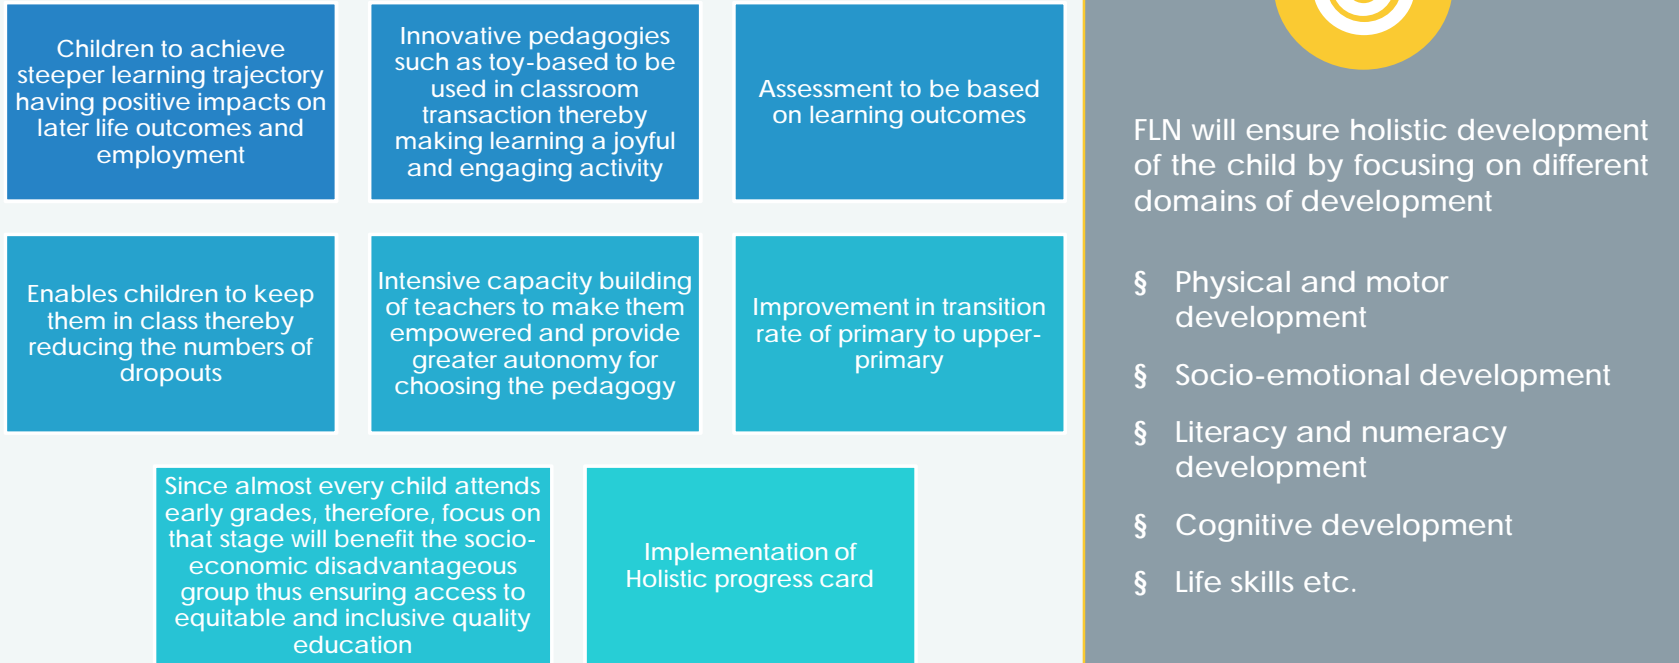 Children to achieve
steeper learning trajectory
having positive impacts on
later life outcomes and
employment
Innovative pedagogies
such as toy-based to be
used in classroom
transaction thereby
making learning a joyful
and engaging activity
Assessment to be based
on learning outcomes
Enables children to keep
them in class thereby
reducing the numbers of
dropouts
Intensive capacity building
of teachers to make them
empowered and provide
greater autonomy for
choosing the pedagogy
Improvement in transition
rate of primary to upper-
primary
Since almost every child attends
early grades, therefore, focus on
that stage will benefit the socio-
economic disadvantageous
group thus ensuring access to
equitable and inclusive quality
education
Implementation of
Holistic progress card
FLN will ensure holistic development
of the child by focusing on different
domains of development
§ Physical and motor
development
§ Socio-emotional development
§ Literacy and numeracy
development
§ Cognitive development
§ Life skills etc.